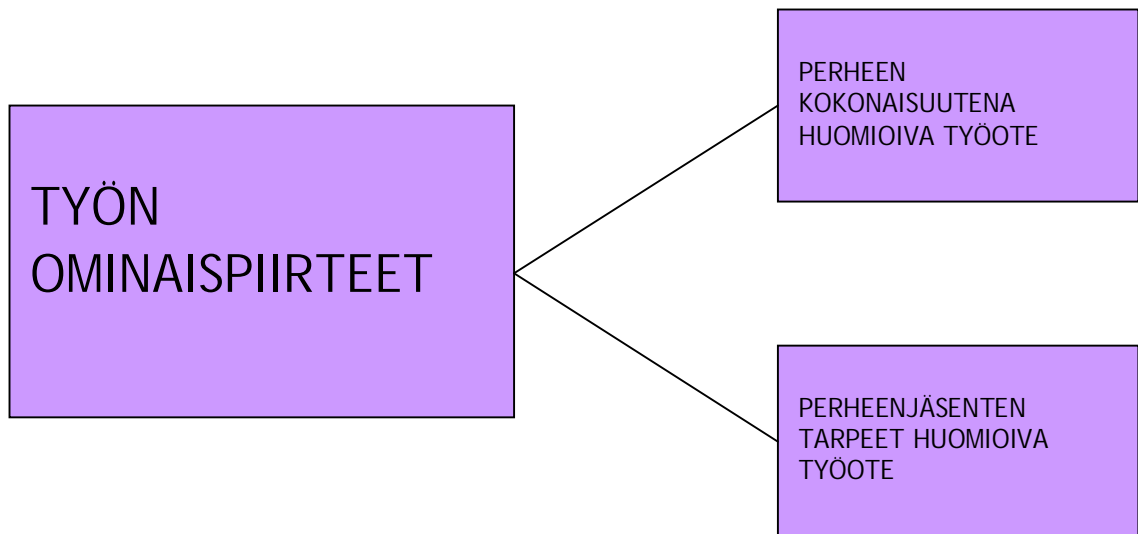 TYÖN
OMINAISPIIRTEET
PERHEEN
KOKONAISUUTENA
HUOMIOIVA TYÖOTE
PERHEENJÄSENTEN
TARPEET HUOMIOIVA
TYÖOTE